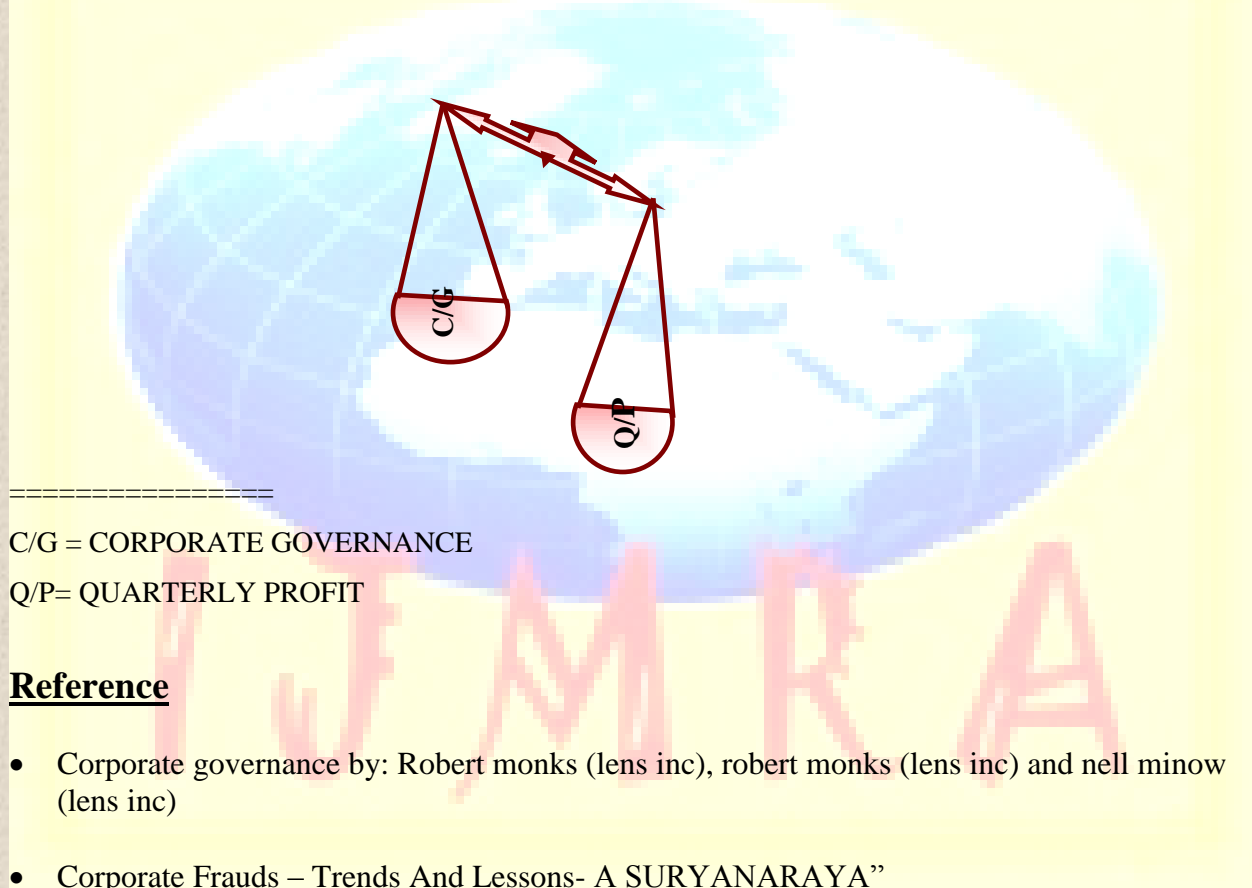 C/G
Q/P
================
C/G = CORPORATE GOVERNANCE
Q/P= QUARTERLY PROFIT
Reference
• Corporate governance by: Robert monks (lens inc), robert monks (lens inc) and nell minow
(lens inc)
• Corporate Frauds – Trends And Lessons- A SURYANARAYA”
IJMRA